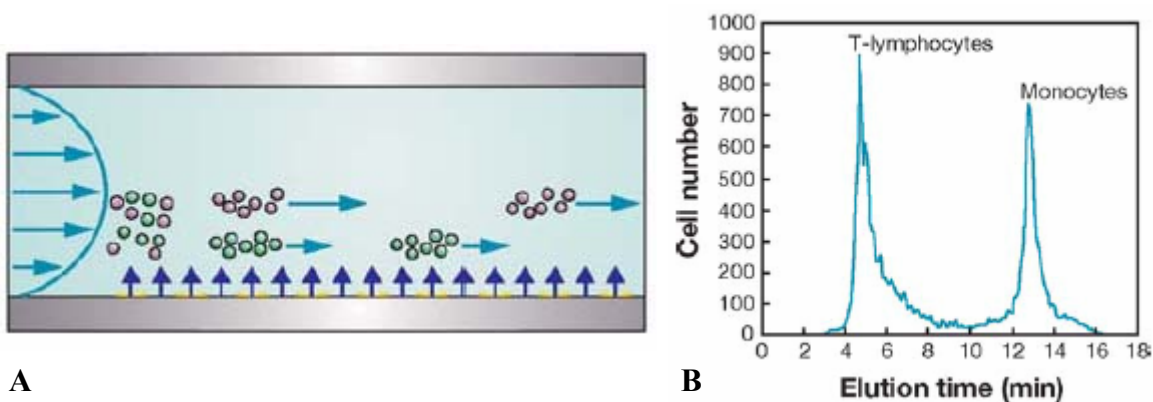 A
B
1000
900
800
700
600
500
400
300
200
100
0
Cell number
T-lymphocytes
Monocytes
0 2 4 6 8 10 12 14 16 18
Elution time (min)